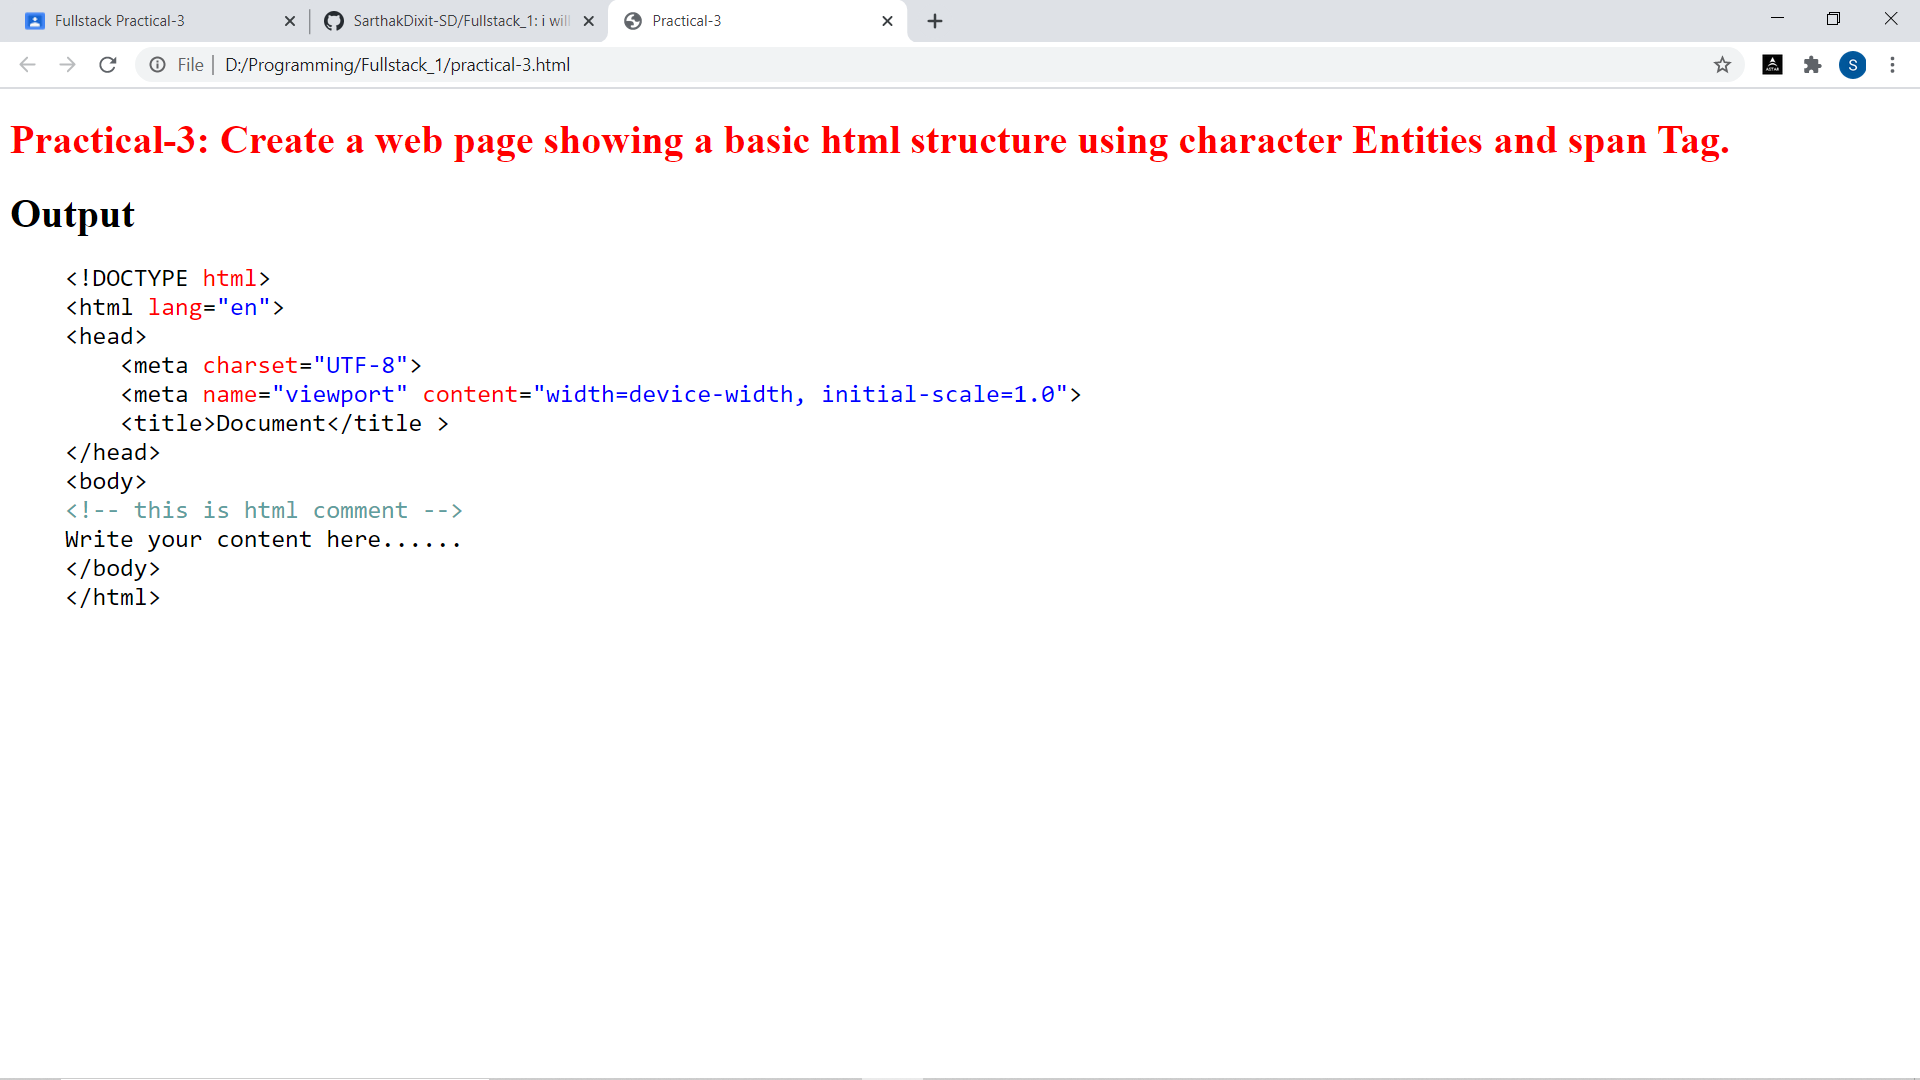 Fullstack Practical-3
SarthakDixit-SD/Fullstack_1: i will
Practical-3
File | D:/Programming/Fullstack_1/practical-3.html
S
Practical-3: Create a web page showing a basic html structure using character Entities and span Tag.
Output
<!DOCTYPE html>
<html lang="en">
<head>
    <meta charset="UTF-8">
    <meta name="viewport" content="width=device-width, initial-scale=1.0">
    <title>Document</title >
</head>
<body>
<!-- this is html comment -->
Write your content here......
</body>
</html>